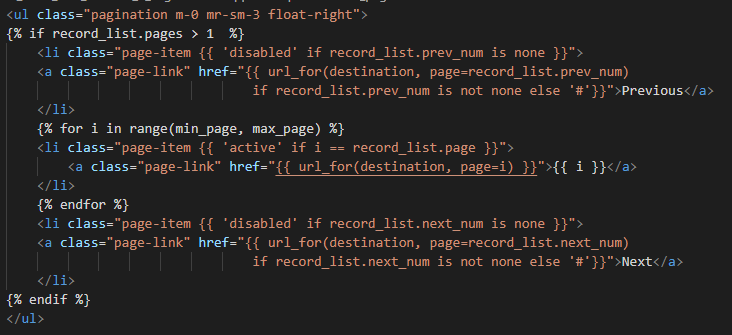 <ul class="pagination m-0 mr-sm-3 float-right">
{% if record_list.pages > 1  %}
    <li class="page-item {{ 'disabled' if record_list.prev_num is none }}">
    <a class="page-link" href="{{ url_for(destination, page=record_list.prev_num)
                                if record_list.prev_num is not none else '#'}}">Previous</a>
    </li>
    {% for i in range(min_page, max_page) %}
    <li class="page-item {{ 'active' if i == record_list.page }}">
        <a class="page-link" href="{{ url_for(destination, page=i) }}">{{ i }}</a>
    </li>
    {% endfor %}
    <li class="page-item {{ 'disabled' if record_list.next_num is none }}">
    <a class="page-link" href="{{ url_for(destination, page=record_list.next_num)
                                if record_list.next_num is not none else '#'}}">Next</a>
    </li>
{% endif %}
</ul>